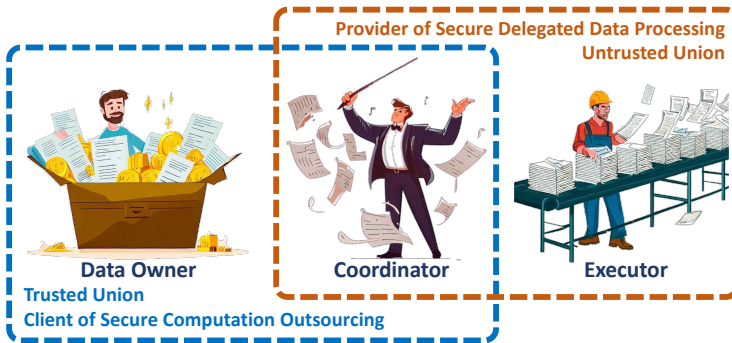 Provider of Secure Delegated Data Processing
Untrusted Union
Data Owner
Coordinator
Executor
Trusted Union
Client of Secure Computation Outsourcing